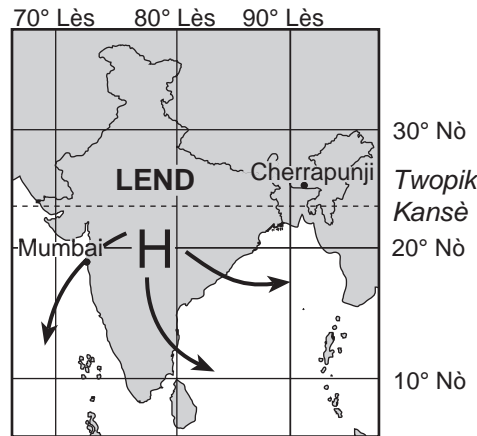 70° Lès 80° Lès 90° Lès
30° Nò
LEND
Cherrapunji
Twopik
Kansè
Mumbai
H
20° Nò
10° Nò